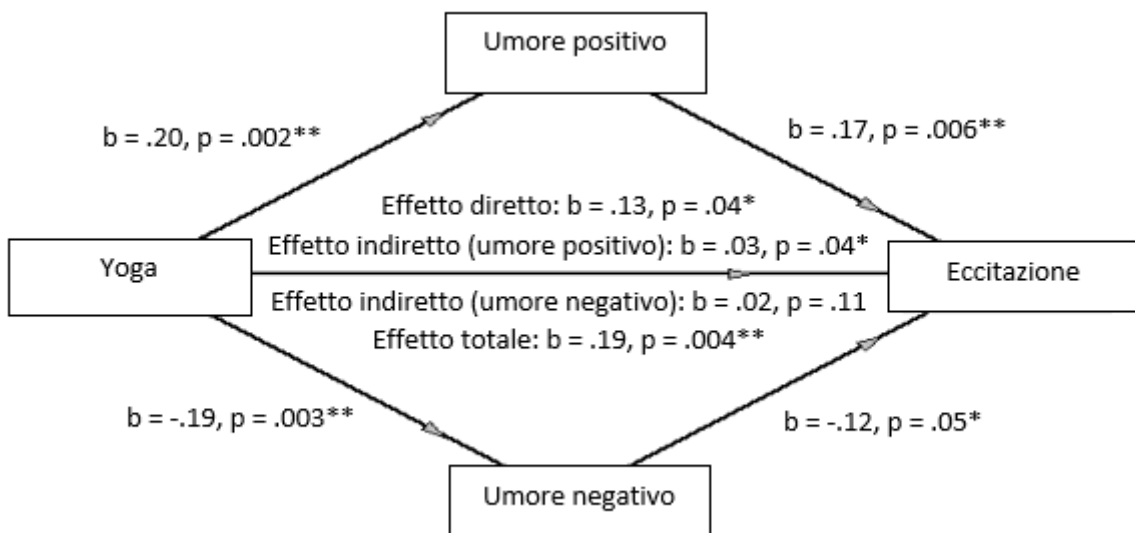 Umore positivo
b = .20, p = .002**
b = .17, p = .006**
Effetto diretto: b = .13, p = .04*
Effetto indiretto (umore positivo): b = .03, p = .04*
Yoga
Eccitazione
Effetto indiretto (umore negativo): b = .02, p = .11
Effetto totale: b = .19, p = .004**
b = -.19, p = .003**
b = -.12, p = .05*
Umore negativo